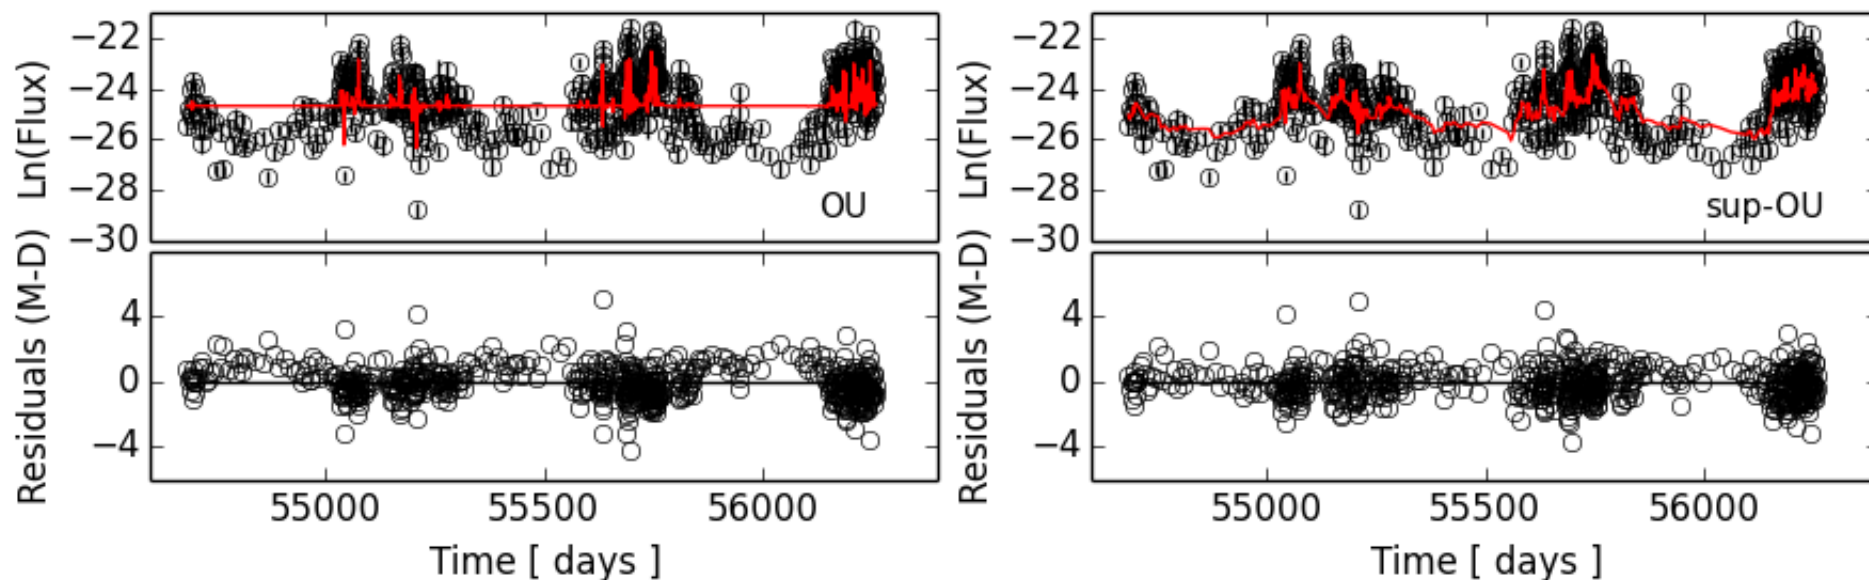 Ln(Flux)
−22
−24
−26
−28
−30
OU
Residuals (M-D)
4
0
−4
55000 55500 56000
Time [ days ]
Ln(Flux)
−22
−24
−26
−28
−30
sup-OU
Residuals (M-D)
4
0
−4
55000 55500 56000
Time [ days ]